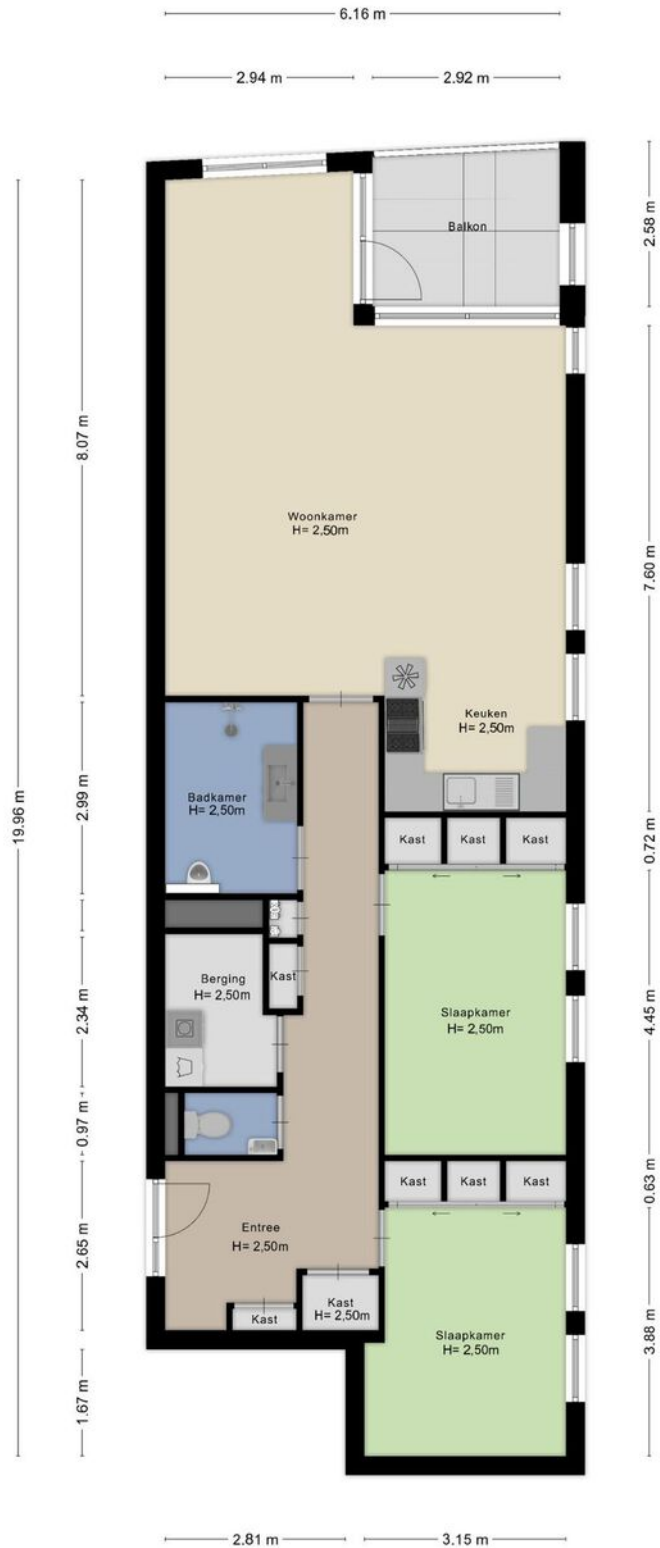 6.16 m
2.94 m
2.92 m
2.58 m
Balkon
8.07 m
Woonkamer
H= 2,50m
7.60 m
Keuken
H= 2,50m
19.96 m
2.99 m
Badkamer
H= 2,50m
Kast
Kast
Kast
0.72 m
Berging
H= 2,50m
Kast
2.34 m
Slaapkamer
H= 2,50m
4.45 m
0.97 m
Kast
Kast
Kast
0.63 m
Entree
H= 2,50m
2.65 m
Kast
H= 2,50m
Kast
Slaapkamer
H= 2,50m
3.88 m
1.67 m
2.81 m
3.15 m